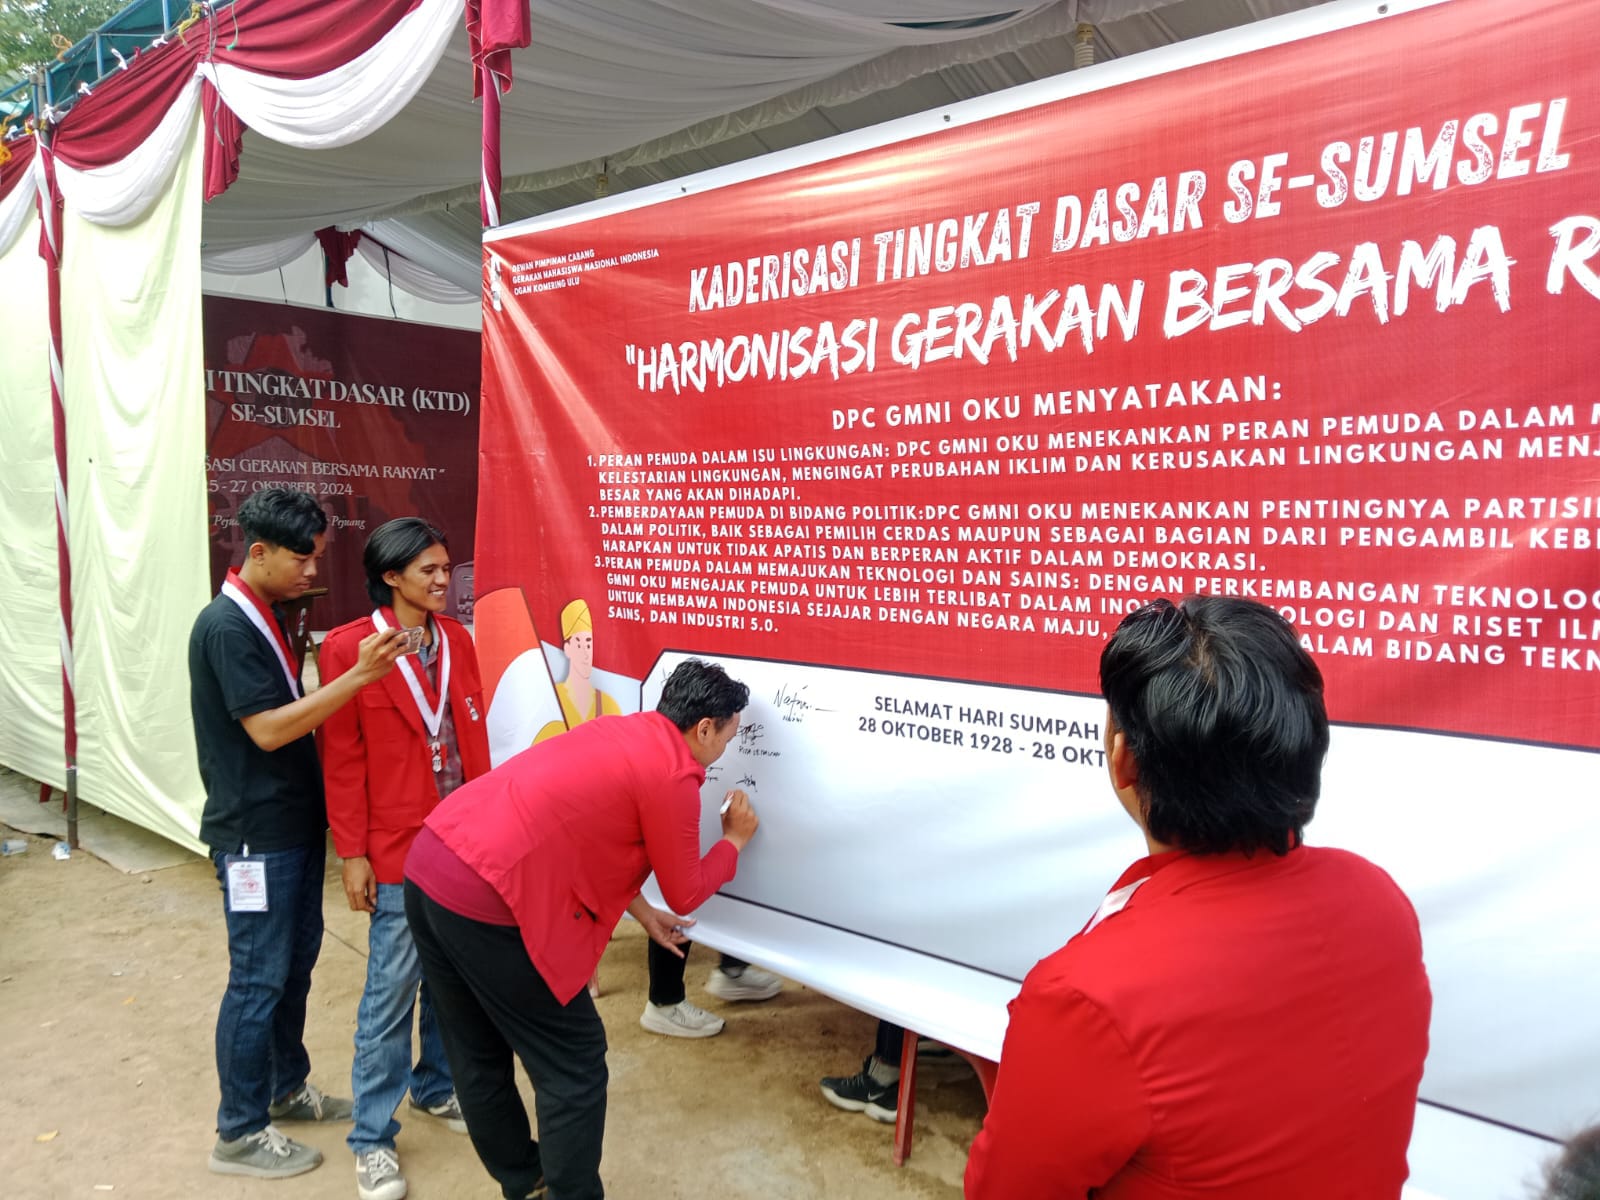 DEWAN PIMPINAN CABANG
GERAKAN MAHASISWA NASIONAL INDONESIA
OGAN KOMERING ULU
KADERISASI TINGKAT DASAR SE-SUMSEL
"HARMONISASI GERAKAN BERSAMA R
DPC GMNI OKU MENYATAKAN:
1. PERAN PEMUDA DALAM ISU LINGKUNGAN: DPC GMNI OKU MENEKANKAN PERAN PEMUDA DALAM M
KELESTARIAN LINGKUNGAN, MENGINGAT PERUBAHAN IKLIM DAN KERUSAKAN LINGKUNGAN MENJ
BESAR YANG AKAN DIHADAPI.
2. PEMBERDAYAAN PEMUDA DI BIDANG POLITIK:DPC GMNI OKU MENEKANKAN PENTINGNYA PARTISI
DALAM POLITIK, BAIK SEBAGAI PEMILIH CERDAS MAUPUN SEBAGAI BAGIAN DARI PENGAMBIL KEB
HARAPKAN UNTUK TIDAK APATIS DAN BERPERAN AKTIF DALAM DEMOKRASI.
3. PERAN PEMUDA DALAM MEMAJUKAN TEKNOLOGI DAN SAINS: DENGAN PERKEMBANGAN TEKNOLO
GMNI OKU MENGAJAK PEMUDA UNTUK LEBIH TERLIBAT DALAM INO OLOGI DAN RISET IL
UNTUK MEMBAWA INDONESIA SEJAJAR DENGAN NEGARA MAJU, ALAM BIDANG TEKN
SAINS, DAN INDUSTRI 5.0.
SELAMAT HARI SUMPAH
28 OKTOBER 1928 - 28 OKT
I TINGKAT DASAR (KTD)
SE-SUMSEL
SASI GERAKAN BERSAMA RAKYAT"
25 - 27 OKTOBER 2024
Pejuang